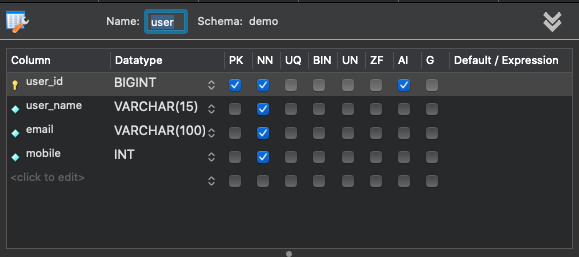 Name: user Schema: demo
Column Datatype PK NN UQ BIN UN ZF AI G Default / Expression
user_id BIGINT
user_name VARCHAR(15)
email VARCHAR(100)
mobile INT
<click to edit>